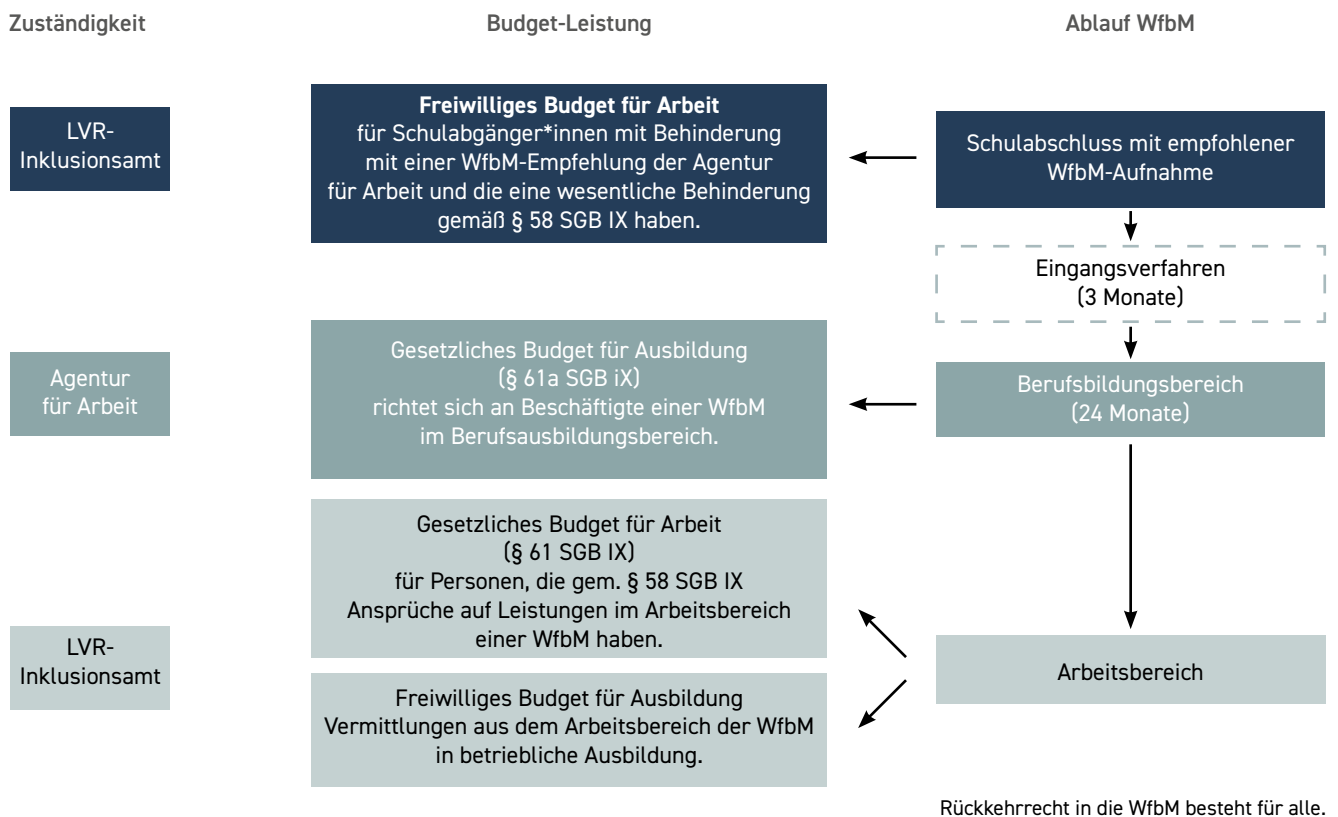 Zuständigkeit
Budget-Leistung
Ablauf WfbM
LVR-
Inklusionsamt
Freiwilliges Budget für Arbeit
für Schulabgänger*innen mit Behinderung
mit einer WfbM-Empfehlung der Agentur
für Arbeit und die eine wesentliche Behinderung
gemäß § 58 SGB IX haben.
Schulabschluss mit empfohlener
WfbM-Aufnahme
Eingangsverfahren
(3 Monate)
Agentur
für Arbeit
Gesetzliches Budget für Ausbildung
(§ 61a SGB iX)
richtet sich an Beschäftigte einer WfbM
im Berufsausbildungsbereich.
Berufsbildungsbereich
(24 Monate)
LVR-
Inklusionsamt
Gesetzliches Budget für Arbeit
(§ 61 SGB IX)
für Personen, die gem. § 58 SGB IX
Ansprüche auf Leistungen im Arbeitsbereich
einer WfbM haben.
Freiwilliges Budget für Ausbildung
Vermittlungen aus dem Arbeitsbereich der WfbM
in betriebliche Ausbildung.
Arbeitsbereich
Rückkehrrecht in die WfbM besteht für alle.